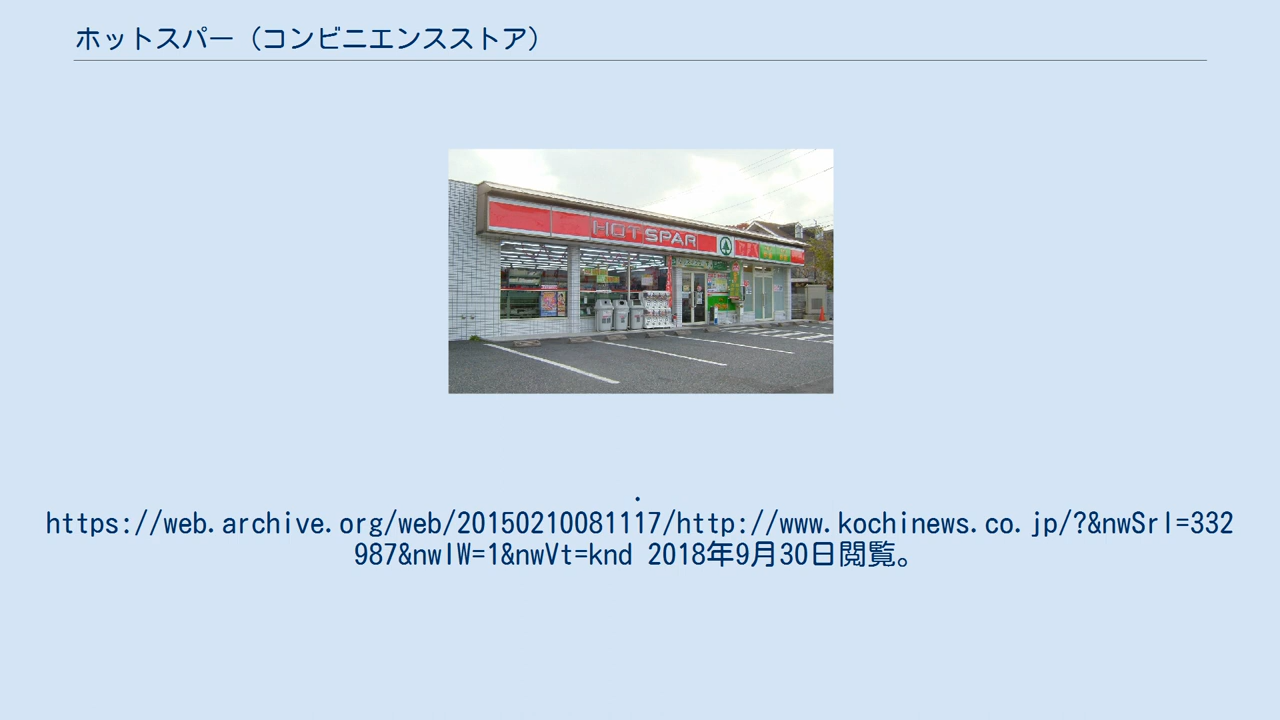 ホットスパー（コンビニエンスストア）
HOT SPAR
.
https://web.archive.org/web/20150210081117/http://www.kochinews.co.jp/?&nwSrl=332
987&nwIW=1&nwVt=knd 2018年9月30日閲覧。